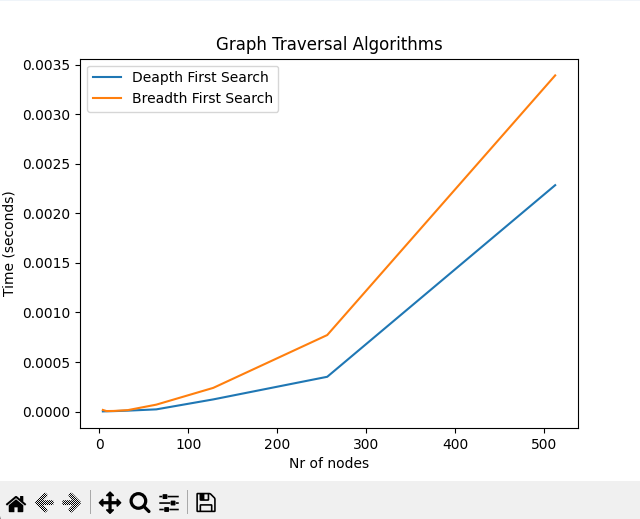 Graph Traversal Algorithms
Deapth First Search
Breadth First Search
0.0035
0.0030
0.0025
0.0020
0.0015
0.0010
0.0005
0.0000
Time (seconds)
0 100 200 300 400 500
Nr of nodes